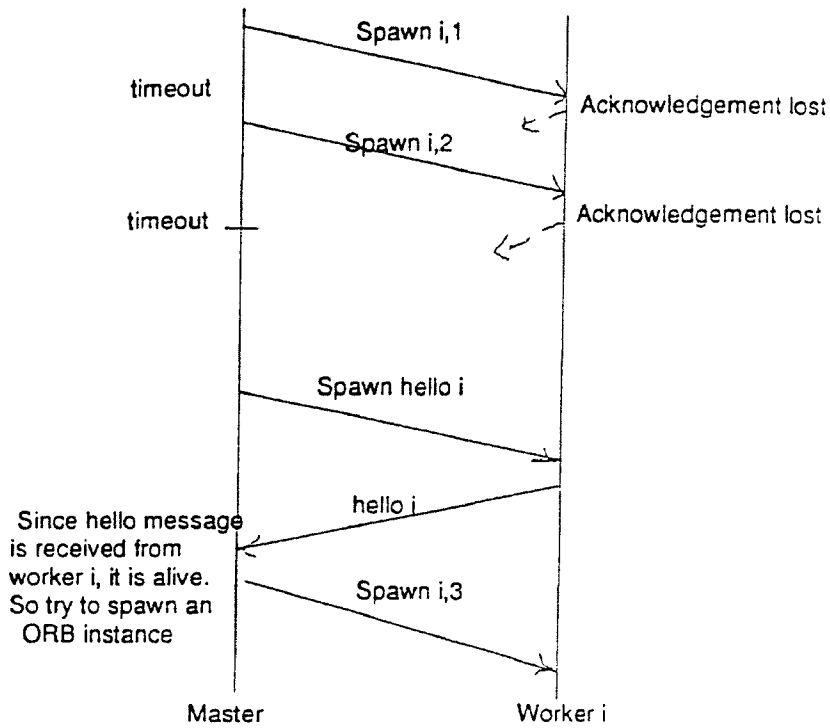 Spawn i,1
timeout
Acknowledgement lost
Spawn i,2
timeout
Acknowledgement lost
Spawn hello i
hello i
Since hello message
is received from
worker i, it is alive.
So try to spawn an
ORB instance
Spawn i,3
Master
Worker i